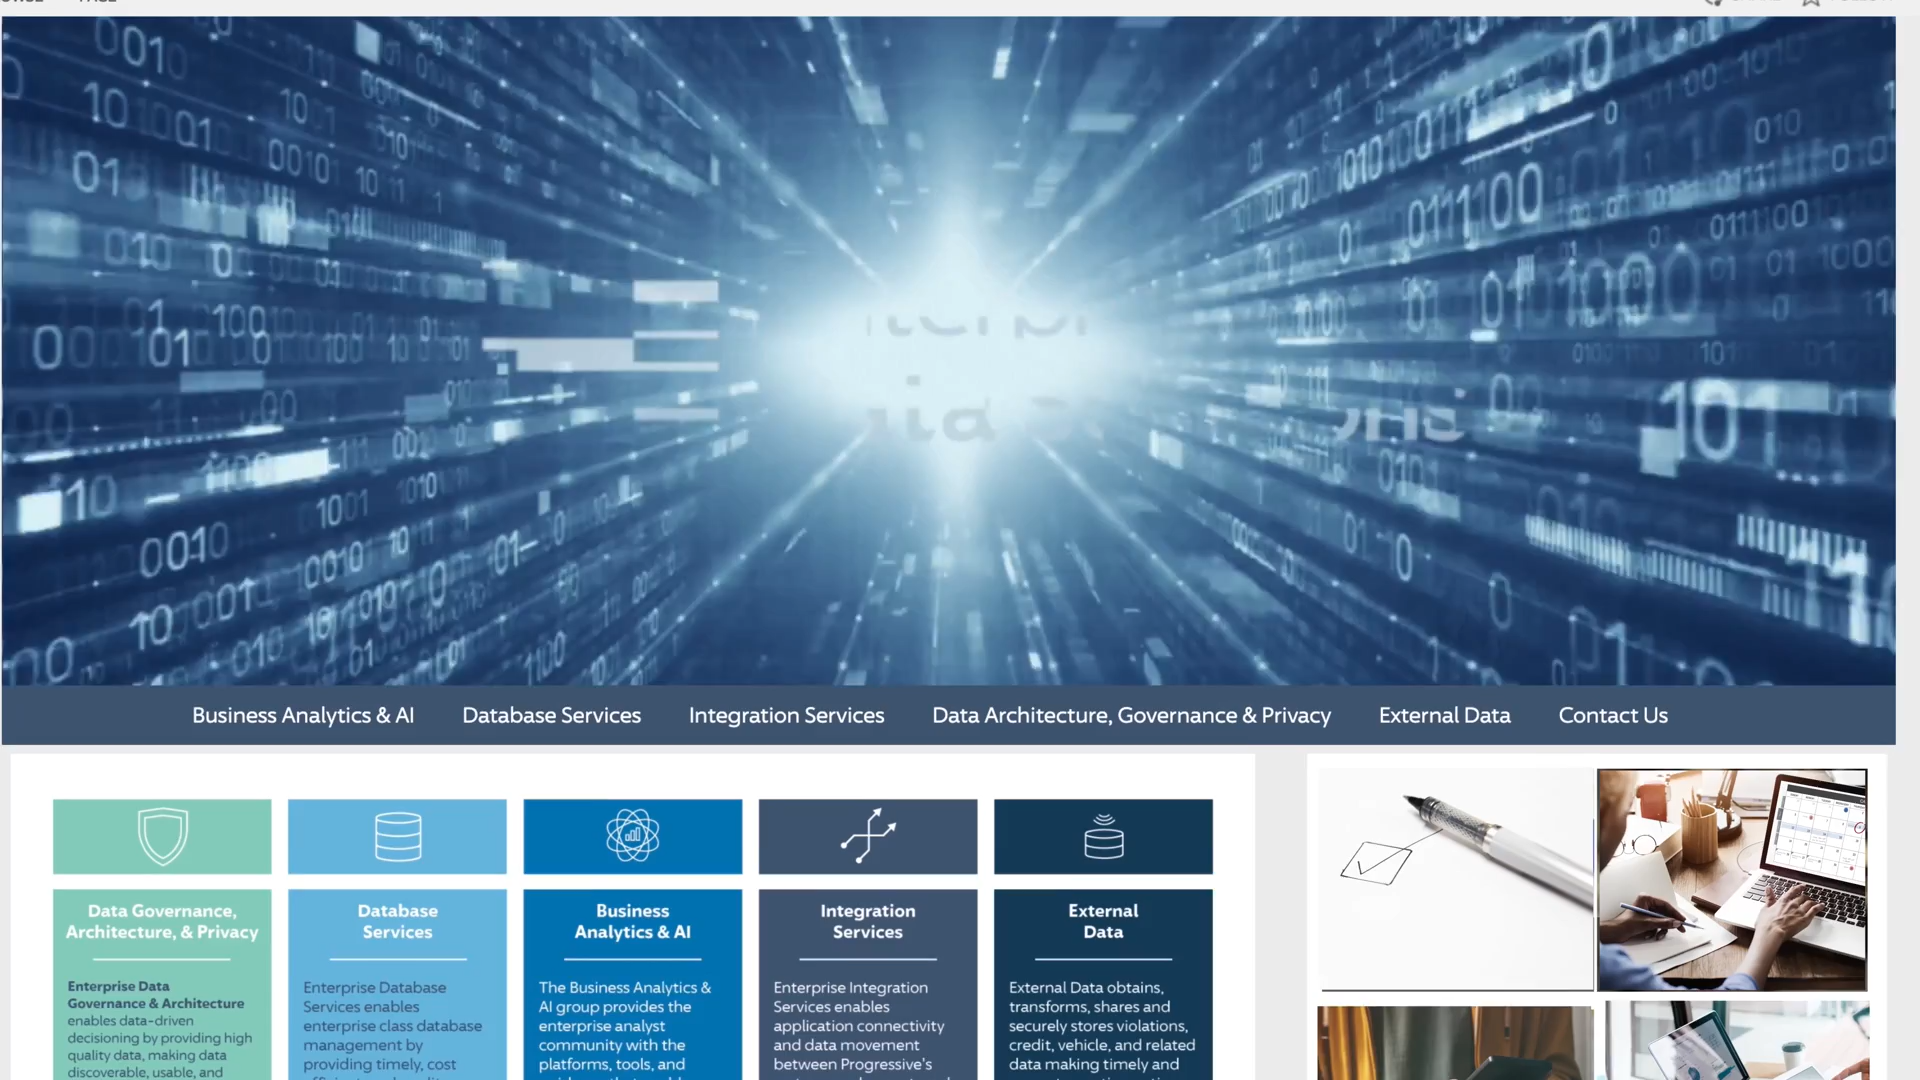 Business Analytics & AI
Database Services
Integration Services
Data Architecture, Governance & Privacy
External Data
Contact Us
Data Governance,
Architecture, & Privacy
Enterprise Data
Governance & Architecture
enables data-driven
decisioning by providing high
quality data, making data
discoverable, usable, and
Database
Services
Enterprise Database
Services enables
enterprise class database
management by
providing timely, cost
Business
Analytics & AI
The Business Analytics &
AI group provides the
enterprise analyst
community with the
platforms, tools, and
Integration
Services
Enterprise Integration
Services enables
application connectivity
and data movement
between Progressive's
External
Data
External Data obtains,
transforms, shares and
securely stores violations,
credit, vehicle, and related
data making timely and